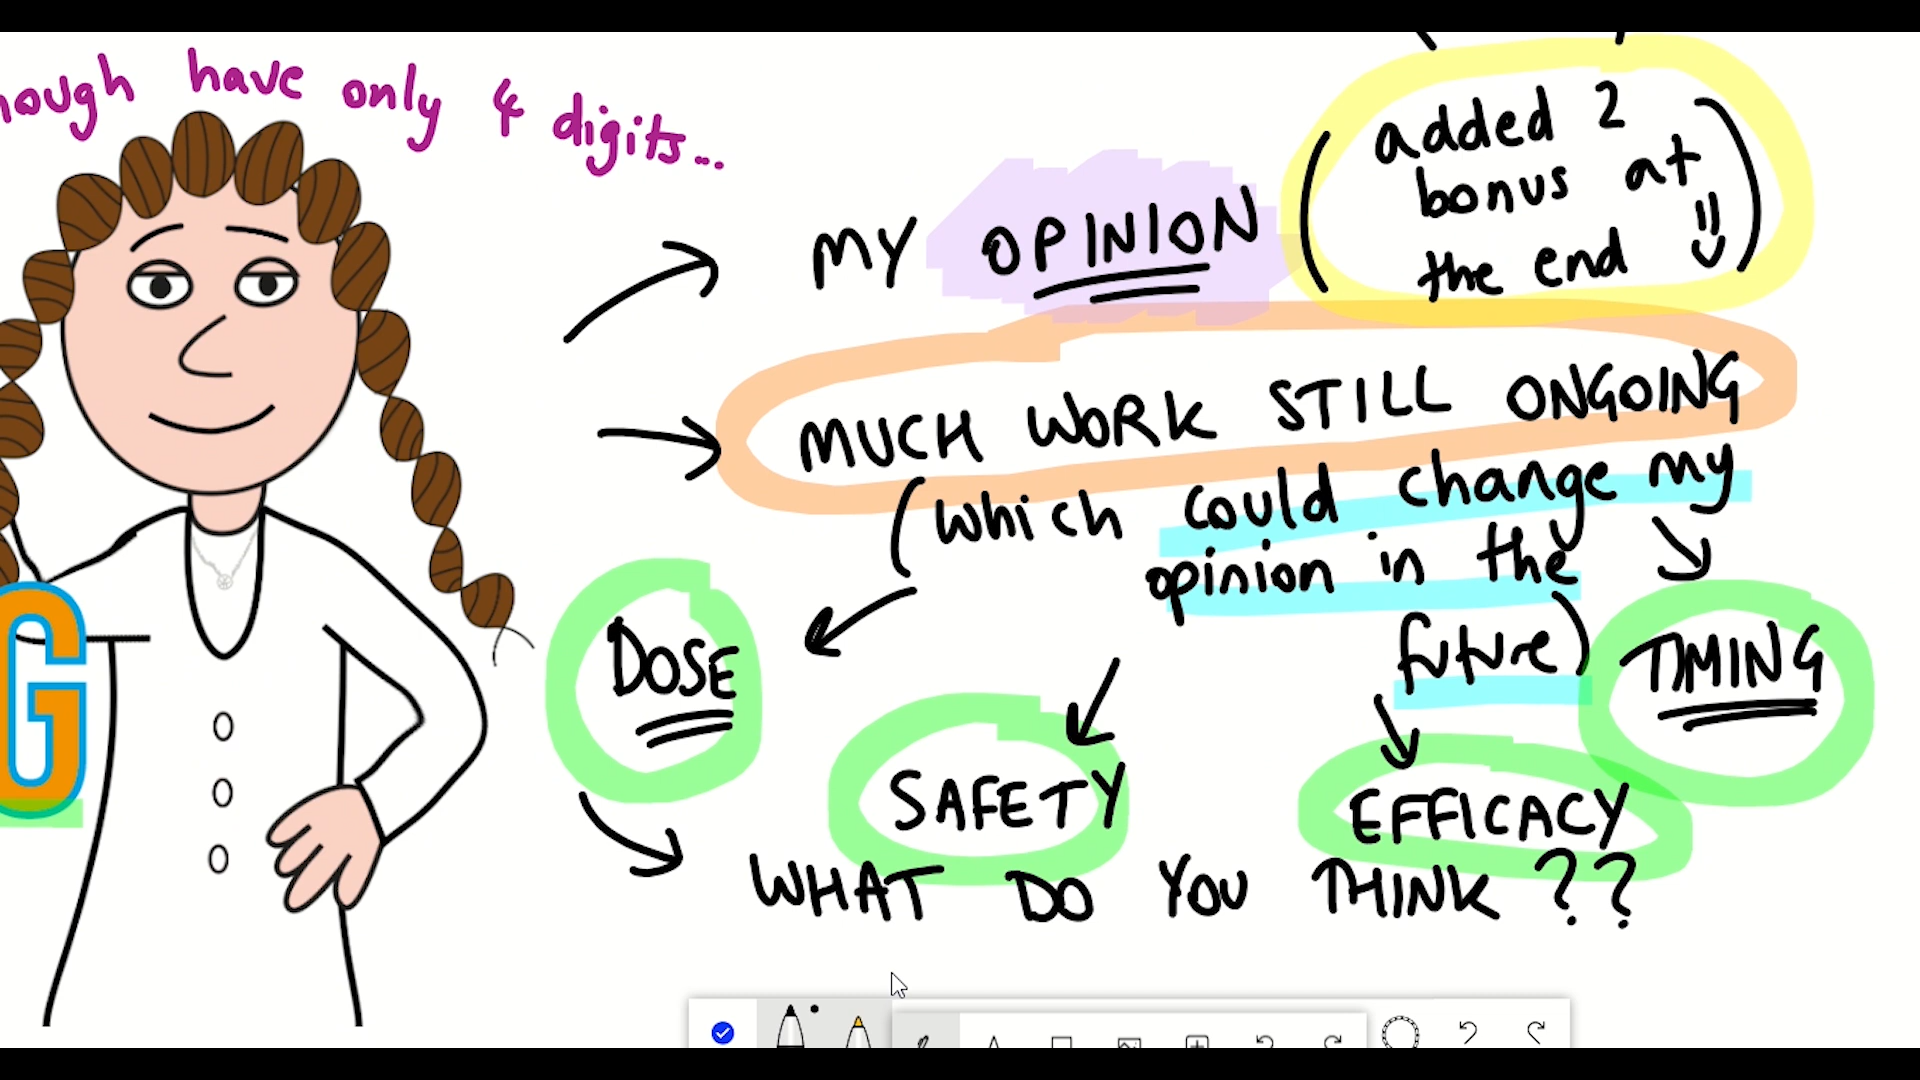 have only 4 digits...
added 2
bonus at
the end
MY OPINION (
)
MUCH WORK STILL ONGOING
(which could change my
opinion in the
future)
DOSE
TIMING
SAFETY
EFFICACY
WHAT DO YOU THINK ??
G